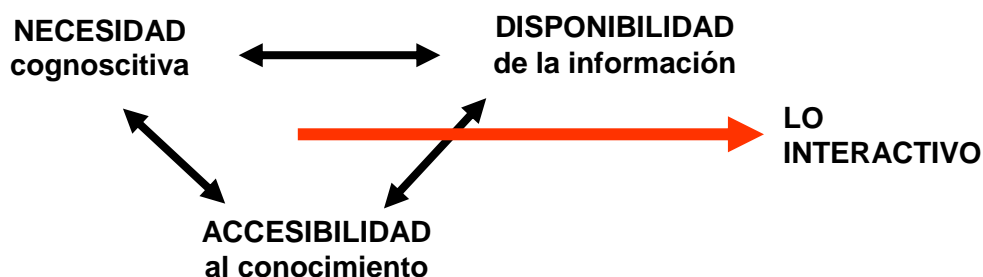 NECESIDAD
cognoscitiva
DISPONIBILIDAD
de la información
LO
INTERACTIVO
ACCESIBILIDAD
al conocimiento